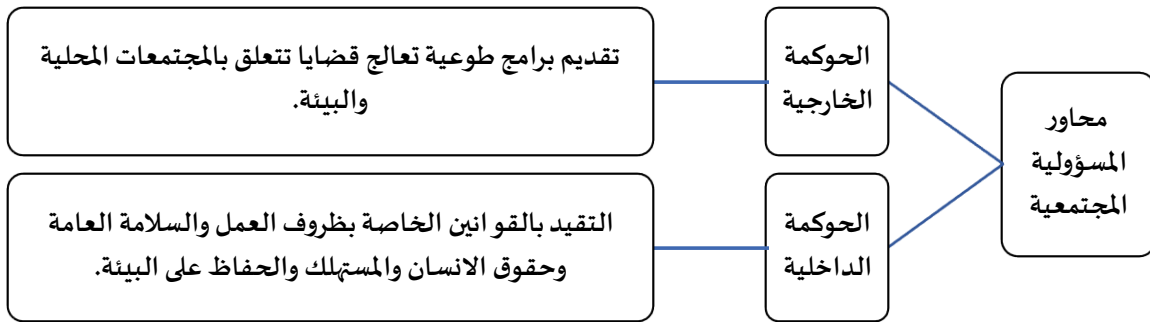 محاور
المسؤولية
المجتمعية
الحوكمة
الخارجية
تقديم برامج طوعية تعالج قضايا تتعلق بالمجتمعات المحلية
والبيئة.
الحوكمة
الداخلية
التقيد بالقوانين الخاصة بظروف العمل والسلامة العامة
وحقوق الانسان والمستهلك والحفاظ على البيئة.